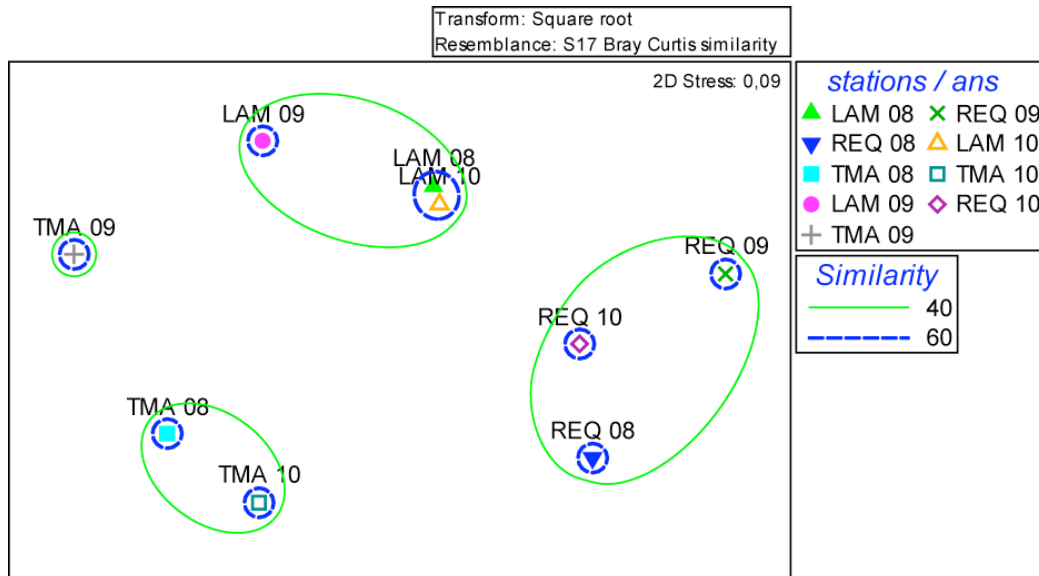 Transform: Square root
Resemblance: S17 Bray Curtis similarity
2D Stress: 0,09
LAM 09
LAM 08
LAM 10
TMA 09
REQ 09
REQ 10
TMA 08
REQ 08
TMA 10
stations / ans
LAM 08 REQ 09
REQ 08 LAM 10
TMA 08 TMA 10
LAM 09 REQ 10
TMA 09
Similarity
40
60